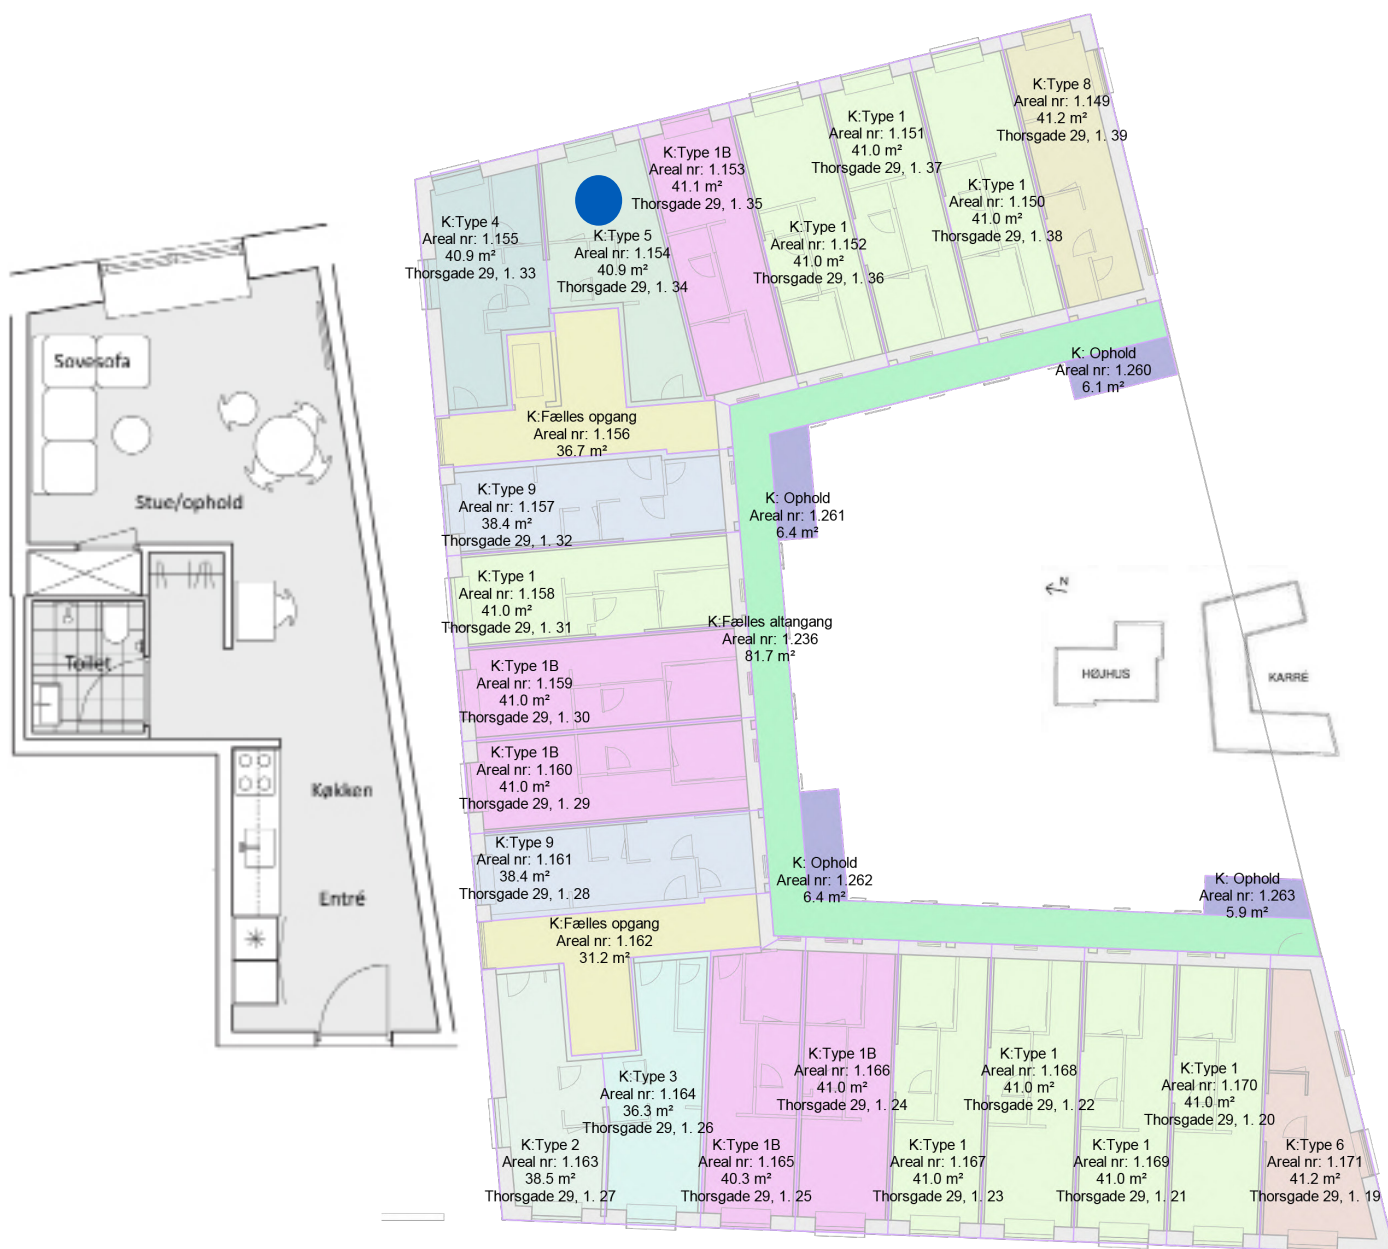 K:Type 8
Areal nr: 1.149
41.2 m²
Thorsgade 29, 1. 39
K:Type 1
Areal nr: 1.151
41.0 m²
Thorsgade 29, 1. 37
K:Type 1B
Areal nr: 1.153
41.1 m²
Thorsgade 29, 1. 35
K:Type 1
Areal nr: 1.150
41.0 m²
Thorsgade 29, 1. 38
K:Type 4
Areal nr: 1.155
40.9 m²
Thorsgade 29, 1. 33
K:Type 5
Areal nr: 1.154
40.9 m²
Thorsgade 29, 1. 34
K:Type 1
Areal nr: 1.152
41.0 m²
Thorsgade 29, 1. 36
K: Ophold
Areal nr: 1.260
6.1 m²
K:Fælles opgang
Areal nr: 1.156
36.7 m²
K:Type 9
Areal nr: 1.157
38.4 m²
Thorsgade 29, 1. 32
K: Ophold
Areal nr: 1.261
6.4 m²
K:Type 1
Areal nr: 1.158
41.0 m²
Thorsgade 29, 1. 31
K:Fælles altangang
Areal nr: 1.236
81.7 m²
K:Type 1B
Areal nr: 1.159
41.0 m²
Thorsgade 29, 1. 30
K:Type 1B
Areal nr: 1.160
41.0 m²
Thorsgade 29, 1. 29
K:Type 9
Areal nr: 1.161
38.4 m²
Thorsgade 29, 1. 28
K: Ophold
Areal nr: 1.262
6.4 m²
K: Ophold
Areal nr: 1.263
5.9 m²
K:Fælles opgang
Areal nr: 1.162
31.2 m²
K:Type 2
Areal nr: 1.163
38.5 m²
Thorsgade 29, 1. 27
K:Type 3
Areal nr: 1.164
36.3 m²
Thorsgade 29, 1. 26
K:Type 1B
Areal nr: 1.165
40.3 m²
Thorsgade 29, 1. 25
K:Type 1B
Areal nr: 1.166
41.0 m²
Thorsgade 29, 1. 24
K:Type 1
Areal nr: 1.167
41.0 m²
Thorsgade 29, 1. 23
K:Type 1
Areal nr: 1.168
41.0 m²
Thorsgade 29, 1. 22
K:Type 1
Areal nr: 1.169
41.0 m²
Thorsgade 29, 1. 21
K:Type 1
Areal nr: 1.170
41.0 m²
Thorsgade 29, 1. 20
K:Type 6
Areal nr: 1.171
41.2 m²
Thorsgade 29, 1. 19
Sovesofa
Stue/ophold
Toilet
Køkken
Entré
N
HØJHUS
KARRÉ